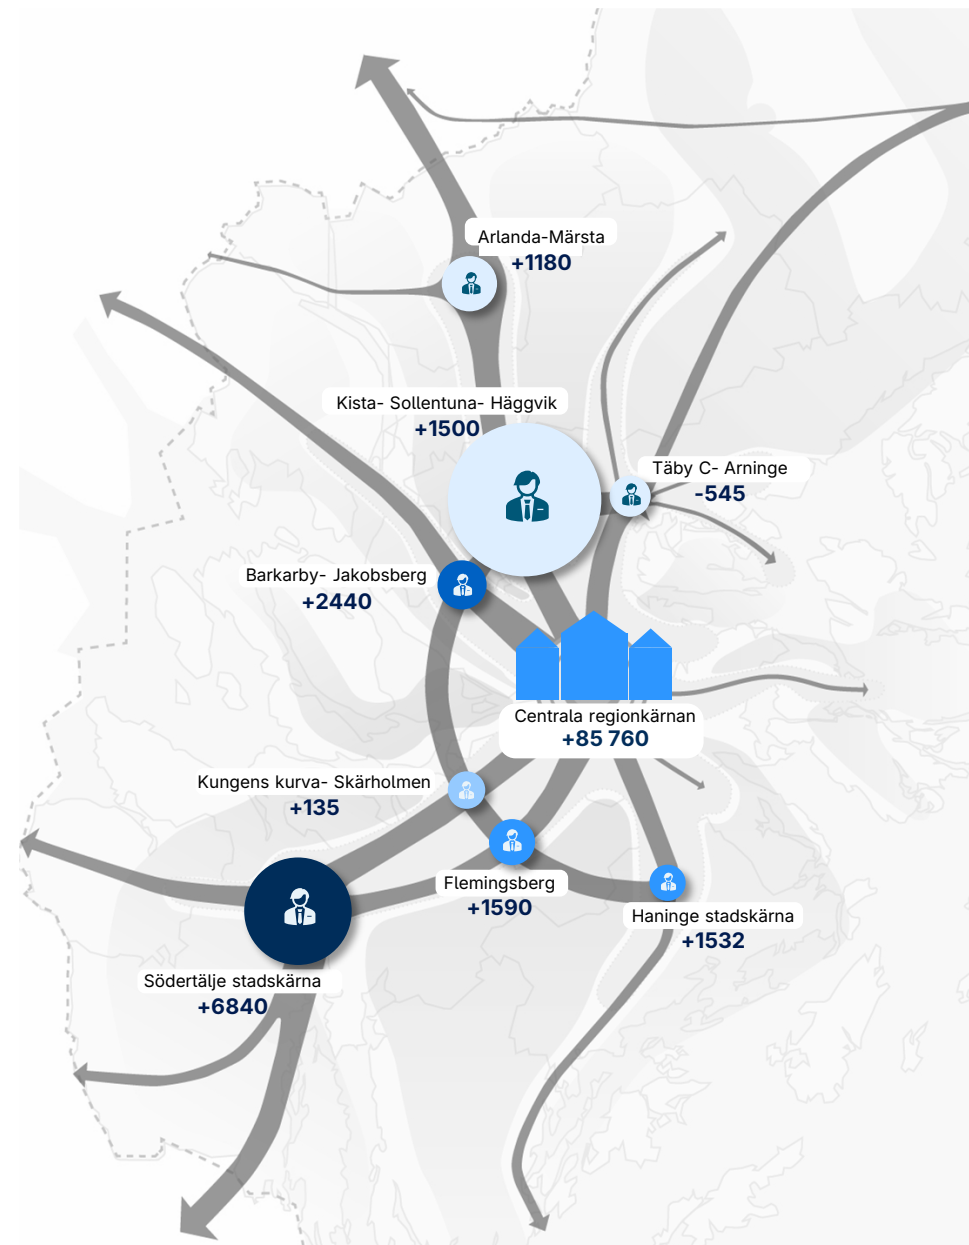 Arlanda-Märsta
+1180
Kista- Sollentuna- Häggvik
+1500
Täby C- Arninge
-545
Barkarby- Jakobsberg
+2440
Centrala regionkärnan
+85 760
Kungens kurva- Skärholmen
+135
Flemingsberg
+1590
Haninge stadskärna
+1532
Södertälje stadskärna
+6840